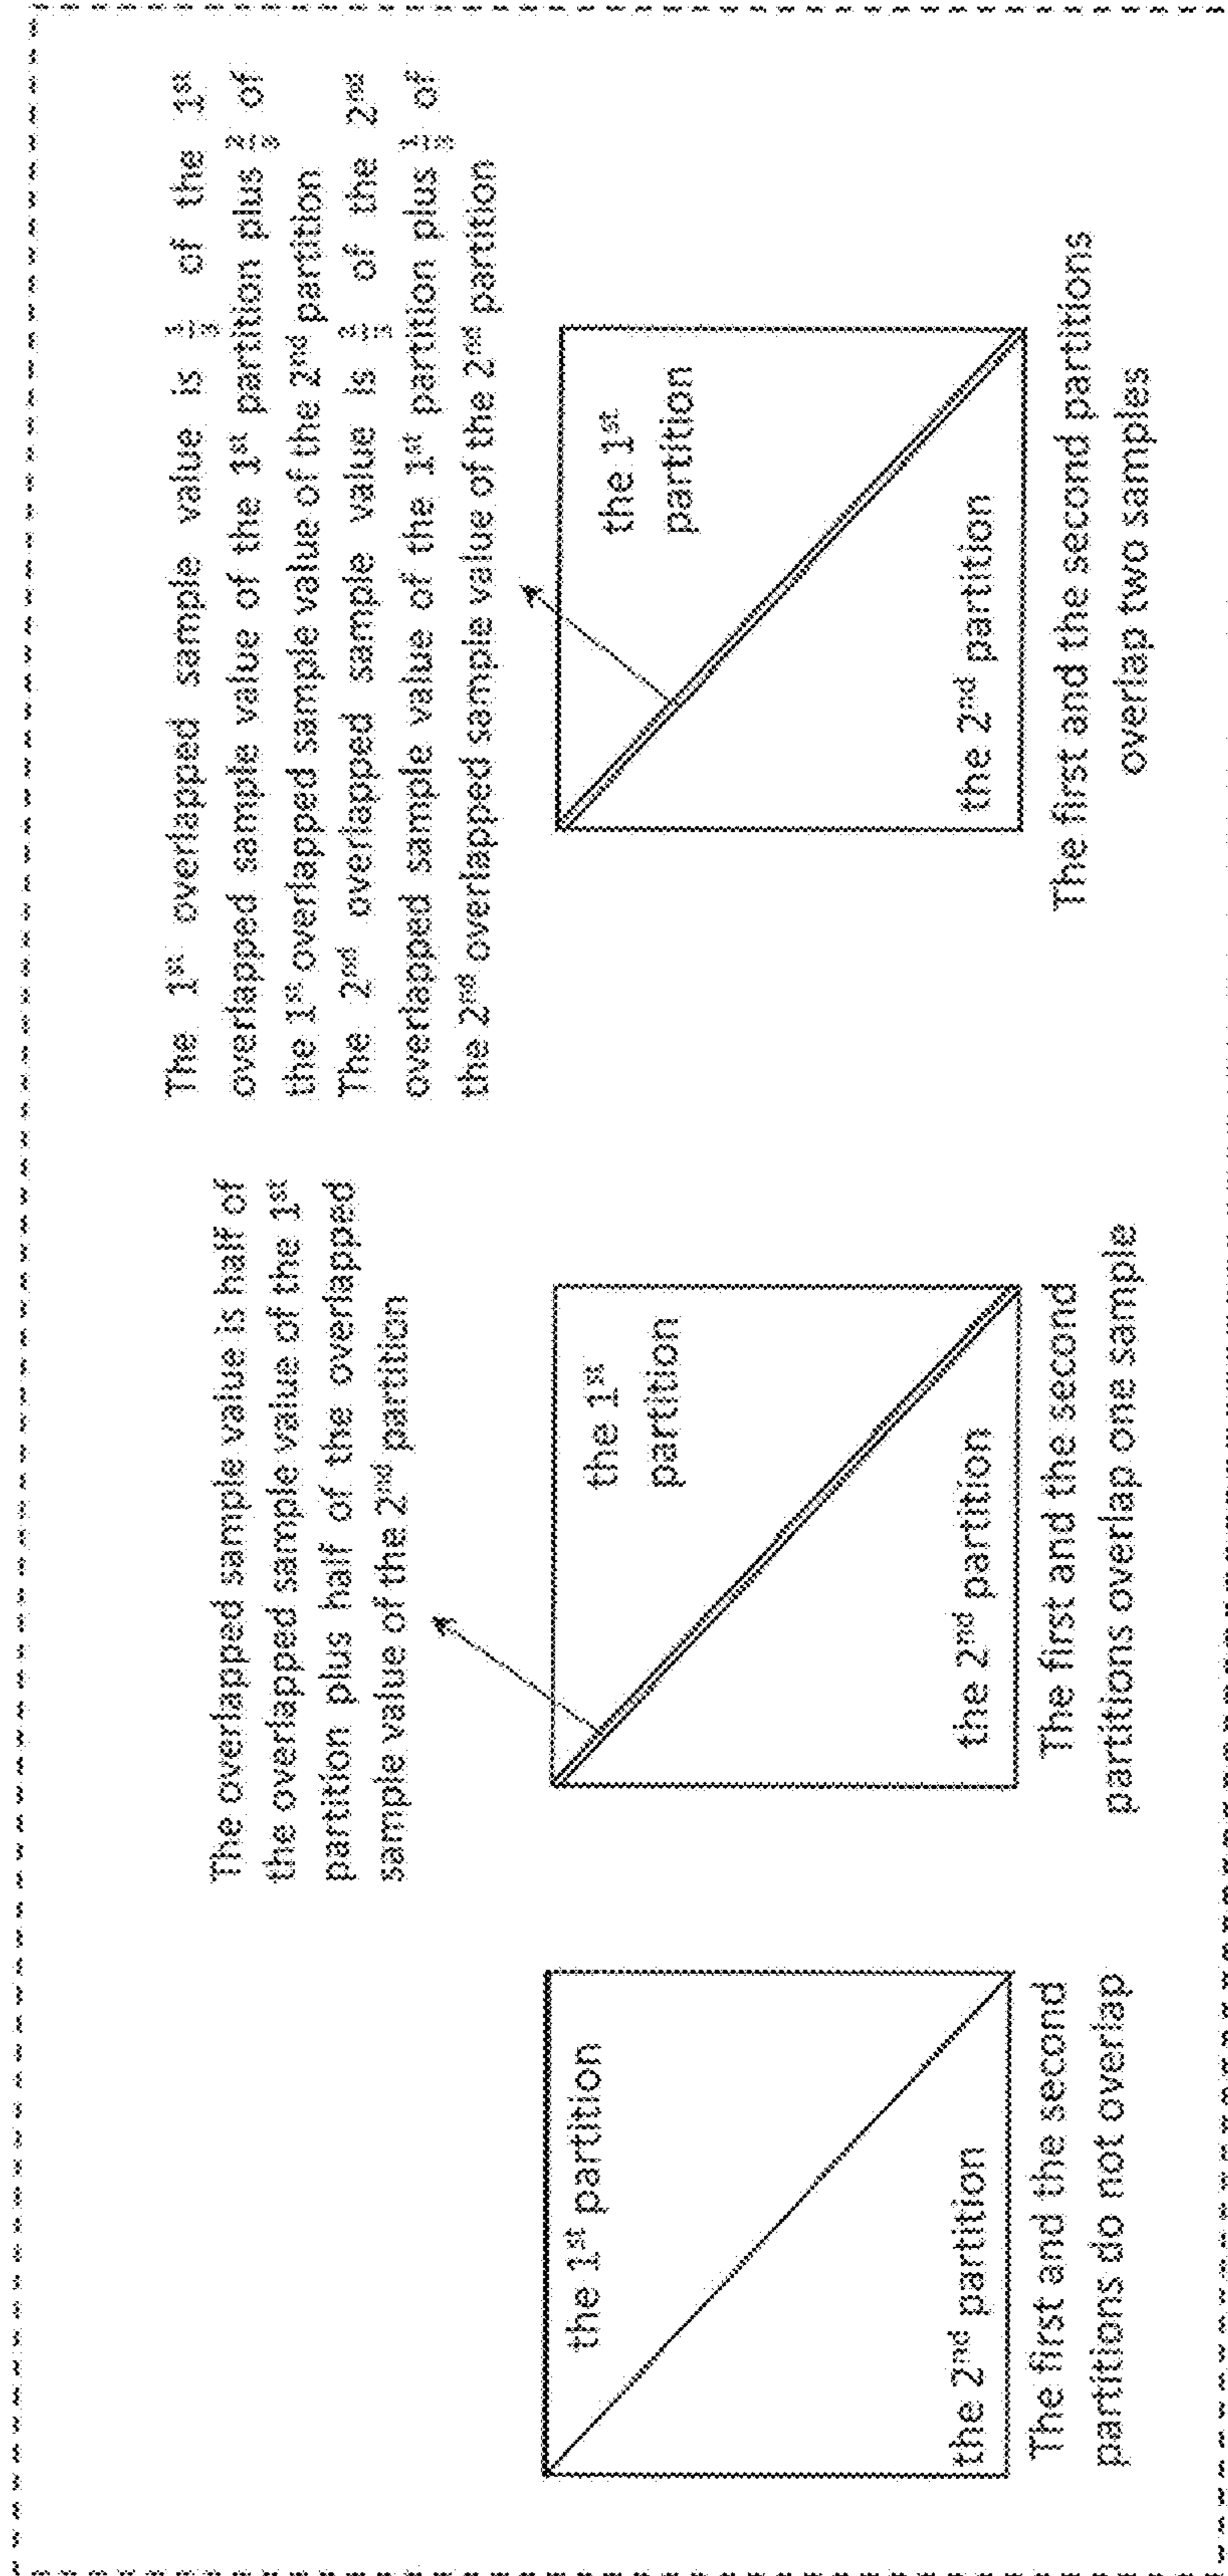 the 1st partition
the 2nd partition
The first and the second
partitions do not overlap
The overlapped sample value is half of
the overlapped sample value of the 1st
partition plus half of the overlapped
sample value of the 2nd partition
the 1st
partition
the 2nd partition
The first and the second
partitions overlap one sample
The 1st overlapped sample value is 1/3 of the 1st
overlapped sample value of the 1st partition plus 2/3 of
the 1st overlapped sample value of the 2nd partition
The 2nd overlapped sample value is 2/3 of the 2nd
overlapped sample value of the 1st partition plus 1/3 of
the 2nd overlapped sample value of the 2nd partition
the 1st
partition
the 2nd partition
The first and the second partitions
overlap two samples